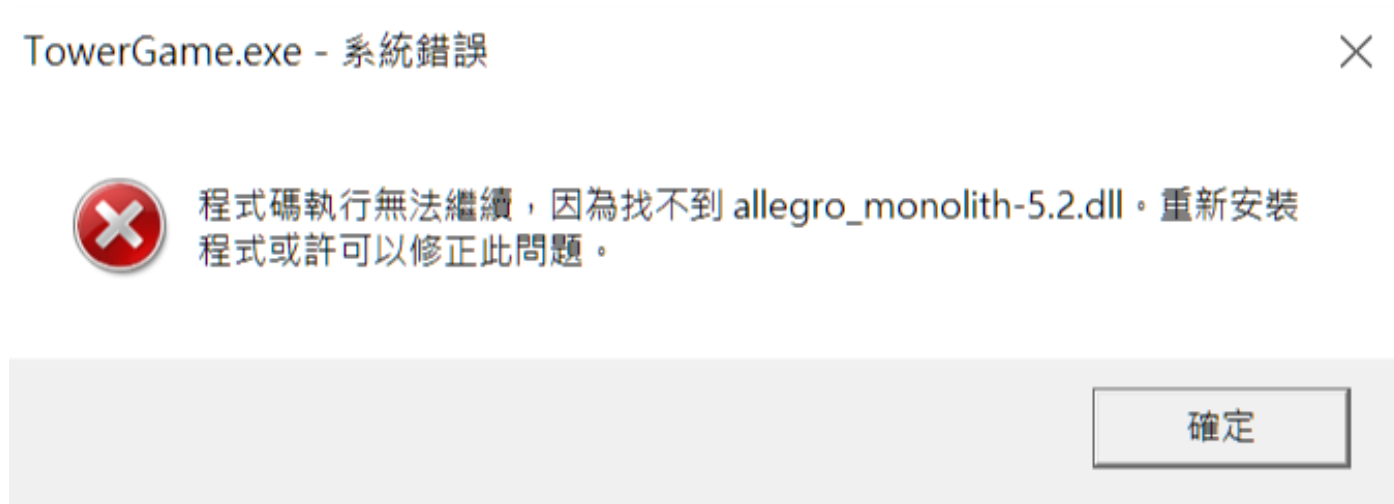 TowerGame.exe - 系統錯誤
程式碼執行無法繼續，因為找不到 allegro_monolith-5.2.dll。重新安裝
程式或許可以修正此問題。
確定